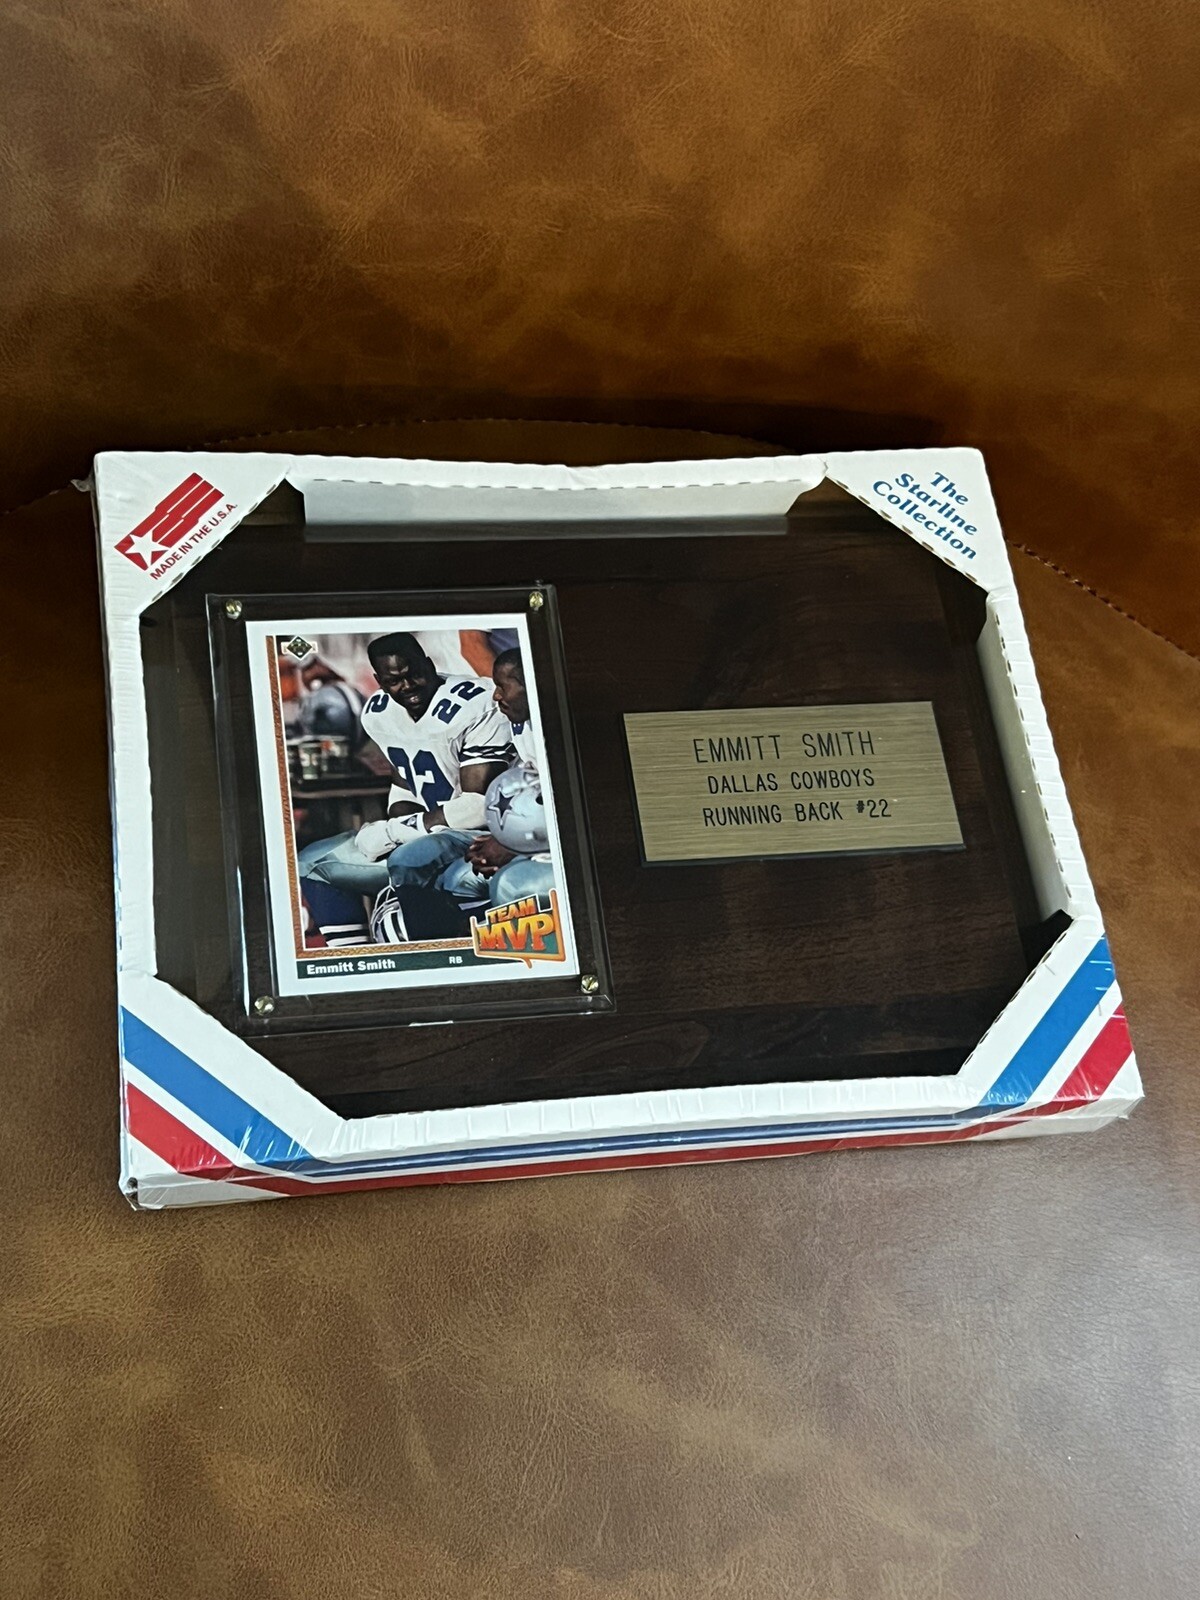 MADE IN THE U.S.A.
The
Starline
Collection
22
22
TEAM
MVP
Emmitt Smith RB
EMMITT SMITH
DALLAS COWBOYS
RUNNING BACK #22